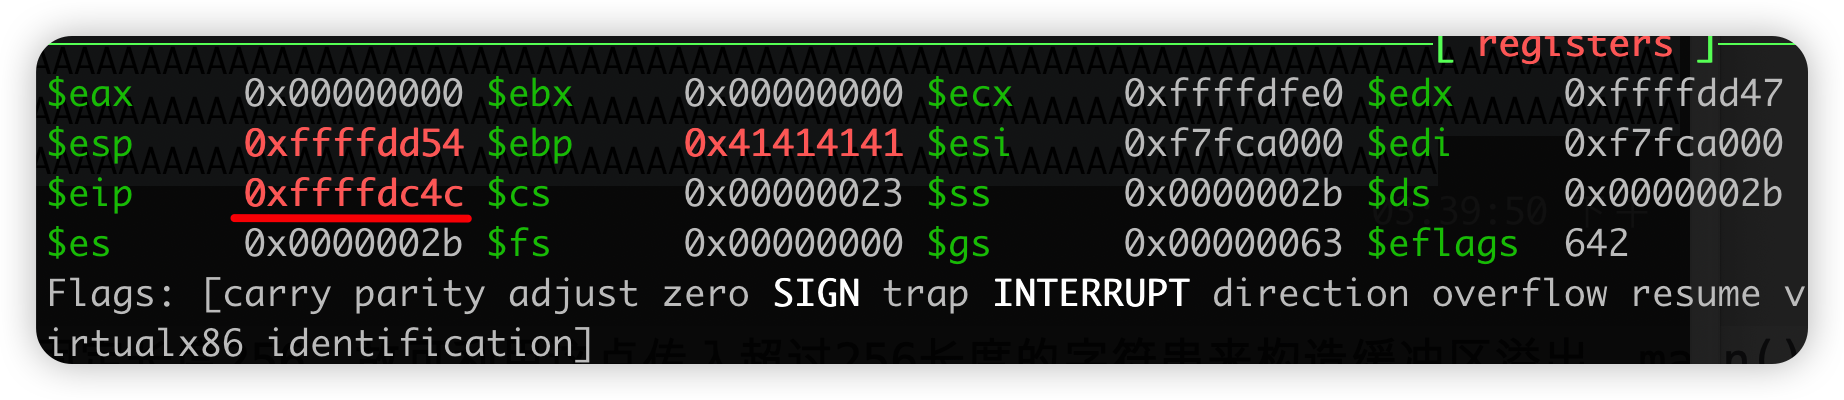 [ registers ]
$eax 0x00000000 $ebx 0x00000000 $ecx 0xffffdfe0 $edx 0xffffdd47
$esp 0xffffdd54 $ebp 0x41414141 $esi 0xf7fca000 $edi 0xf7fca000
$eip 0xffffdc4c $cs 0x00000023 $ss 0x0000002b $ds 0x0000002b
$es 0x0000002b $fs 0x00000000 $gs 0x00000063 $eflags 642
Flags: [carry parity adjust zero SIGN trap INTERRUPT direction overflow resume v
irtualx86 identification]